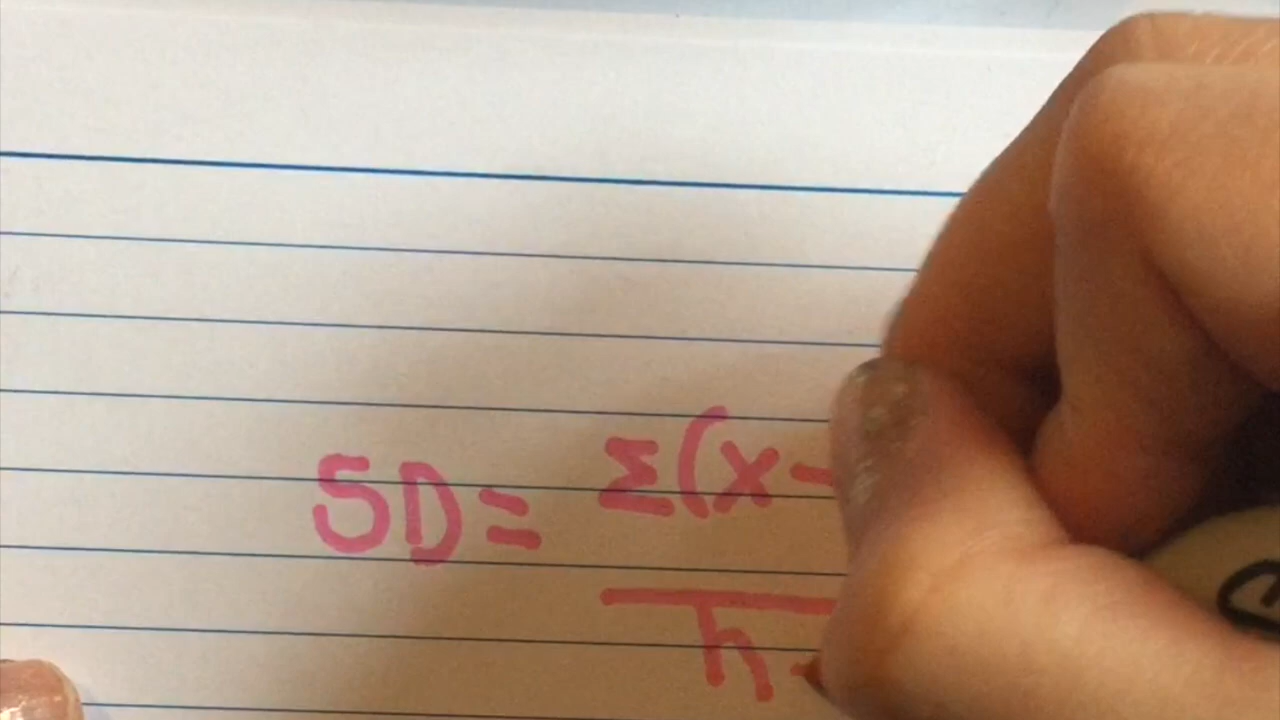 SD = Σ(x-
n-